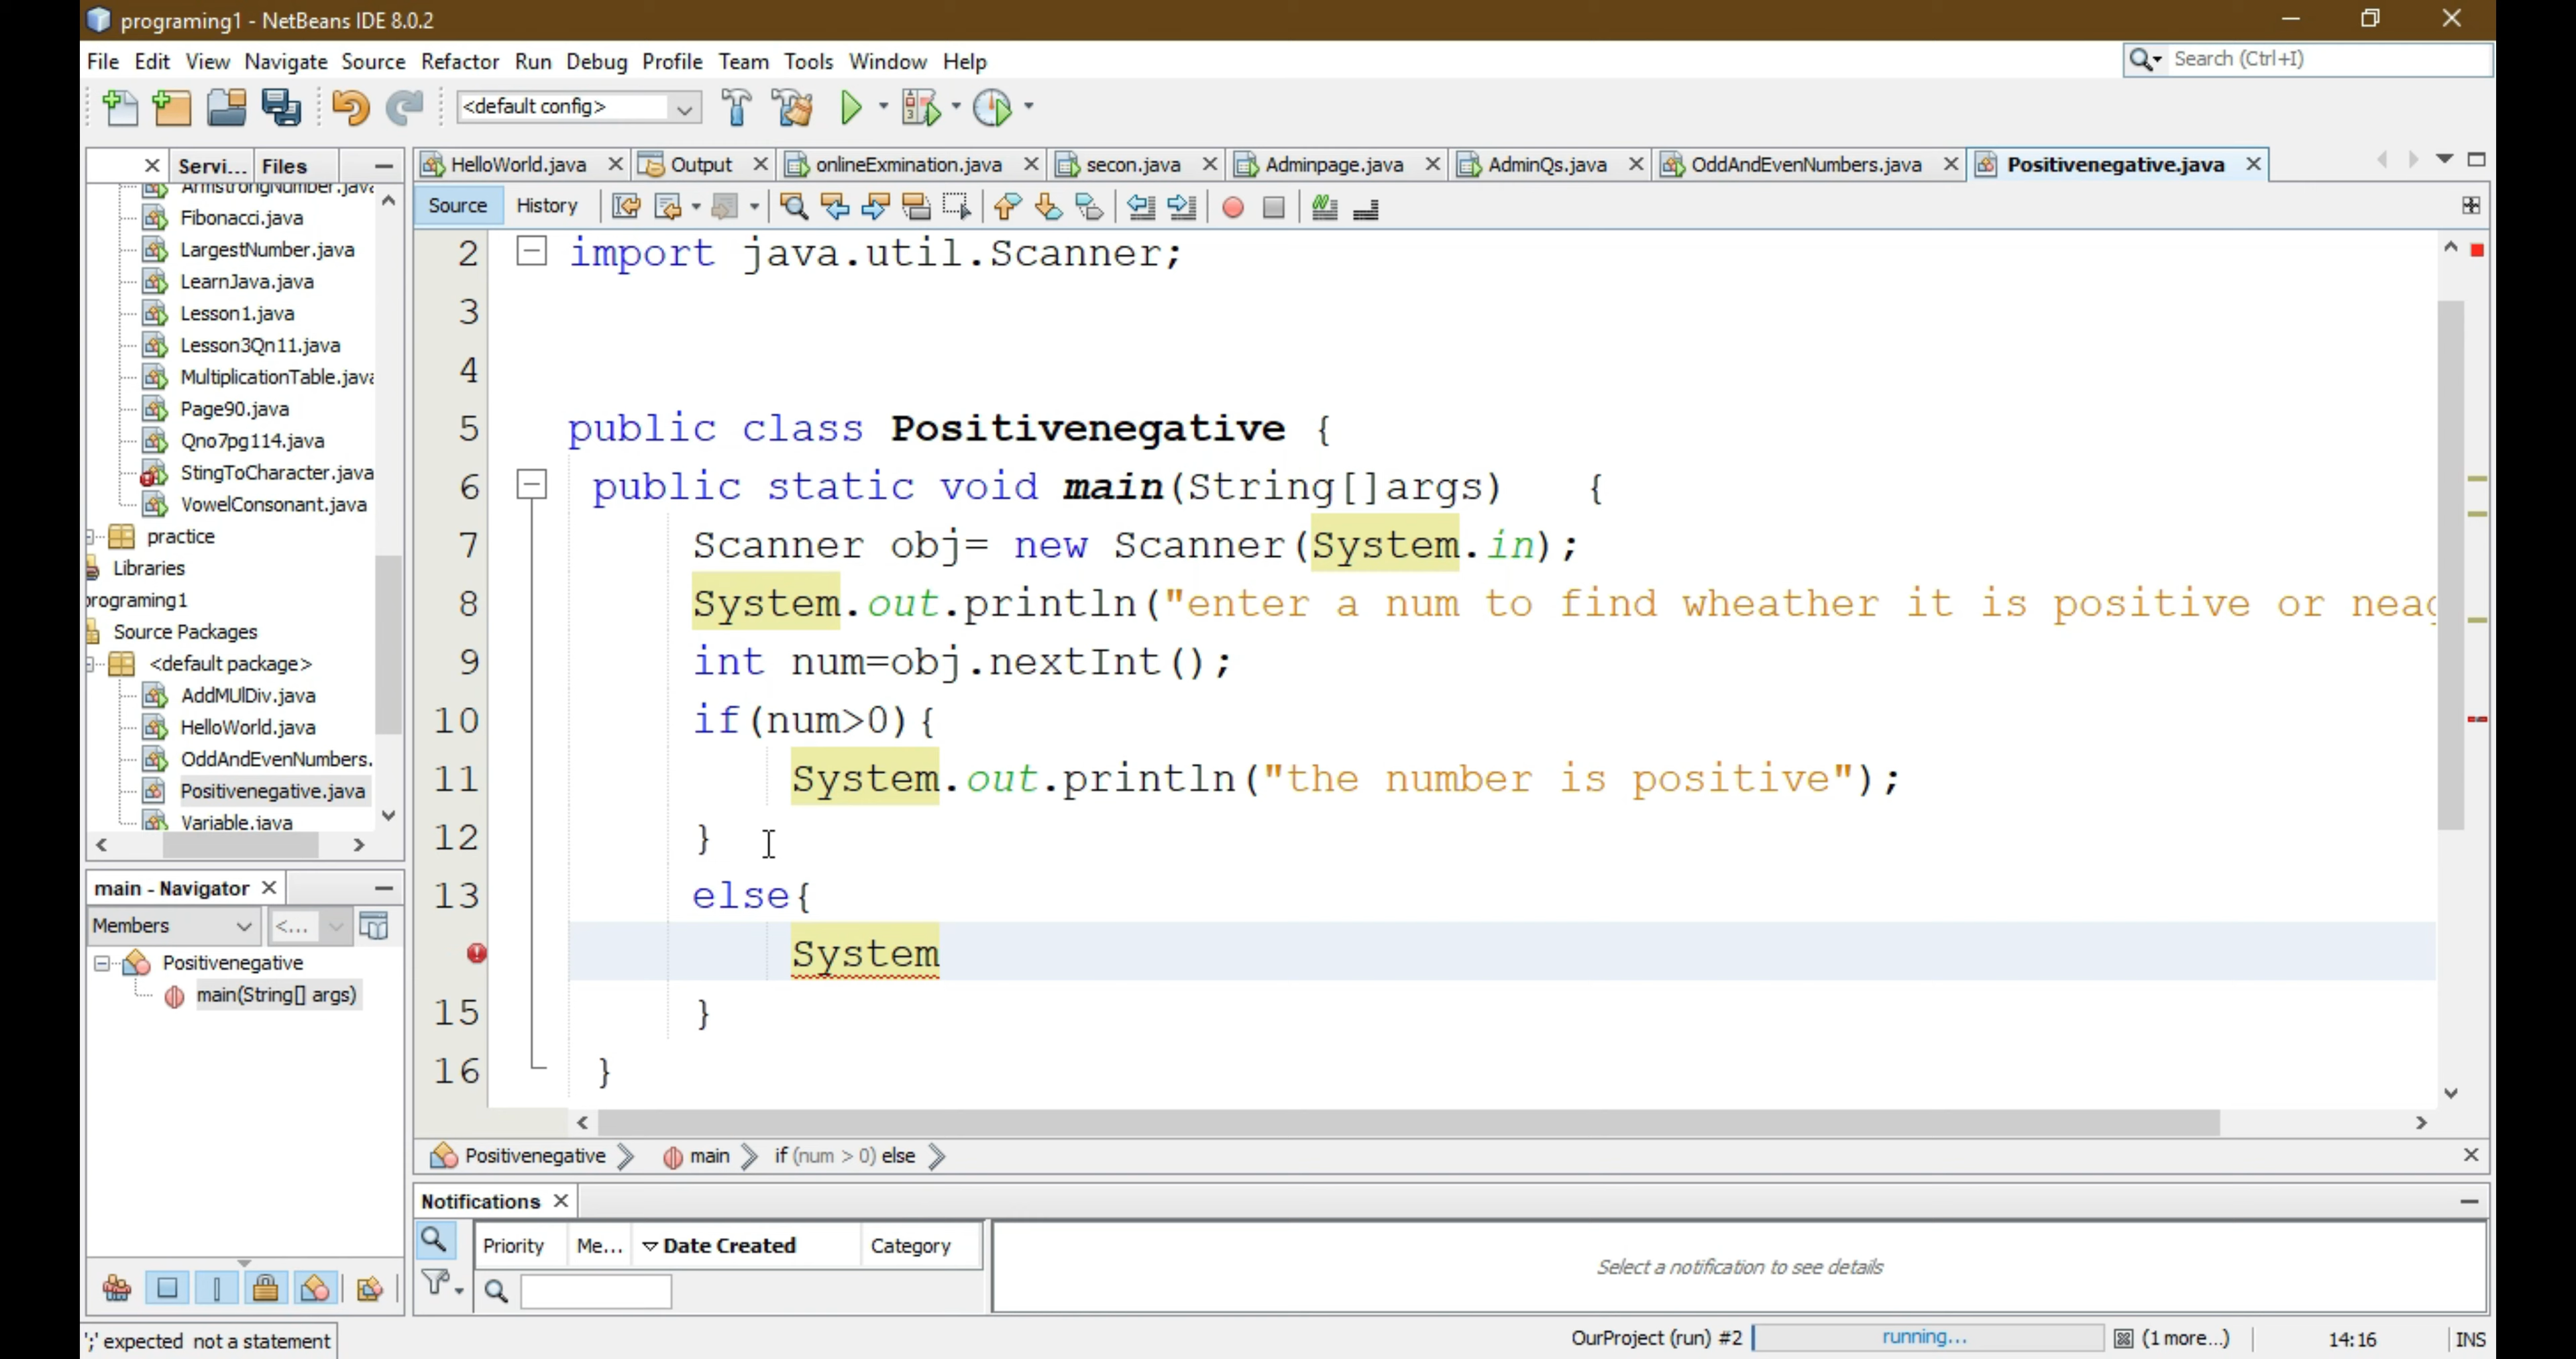 programing1 - NetBeans IDE 8.0.2
File Edit View Navigate Source Refactor Run Debug Profile Team Tools Window Help
Search (Ctrl+I)
<default config>
Servi... Files
ArmstrongNumber.java
Fibonacci.java
LargestNumber.java
LearnJava.java
Lesson1.java
Lesson3Qn11.java
MultiplicationTable.java
Page90.java
Qno7pg114.java
StingToCharacter.java
VowelConsonant.java
practice
Libraries
programing1
Source Packages
<default package>
AddMUlDiv.java
HelloWorld.java
OddAndEvenNumbers.
Positivenegative.java
Variable.java
main - Navigator
Members <...
Positivenegative
main(String[] args)
HelloWorld.java Output onlineExmination.java secon.java Adminpage.java AdminQs.java OddAndEvenNumbers.java Positivenegative.java
Source History
2 import java.util.Scanner;
3
4
5 public class Positivenegative {
6 public static void main(String[]args) {
7 Scanner obj= new Scanner(System.in);
8 System.out.println("enter a num to find wheather it is positive or neag
9 int num=obj.nextInt();
10 if(num>0){
11 System.out.println("the number is positive");
12 }
13 else{
System
15 }
16 }
Positivenegative main if (num > 0) else
Notifications
Priority Me... Date Created Category
Select a notification to see details
';' expected not a statement
OurProject (run) #2 running... (1 more...) 14:16 INS